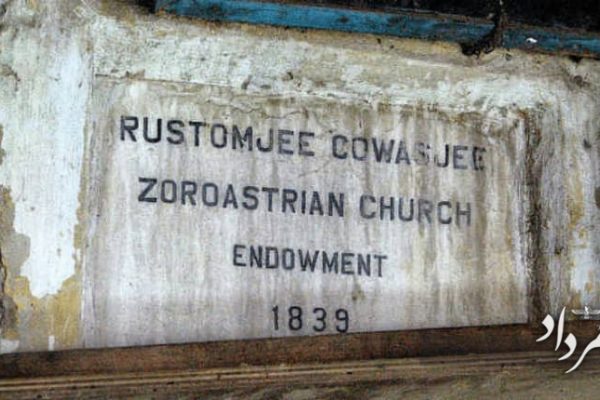 RUSTOMJEE COWASJEE
ZOROASTRIAN CHURCH
ENDOWMENT
1839